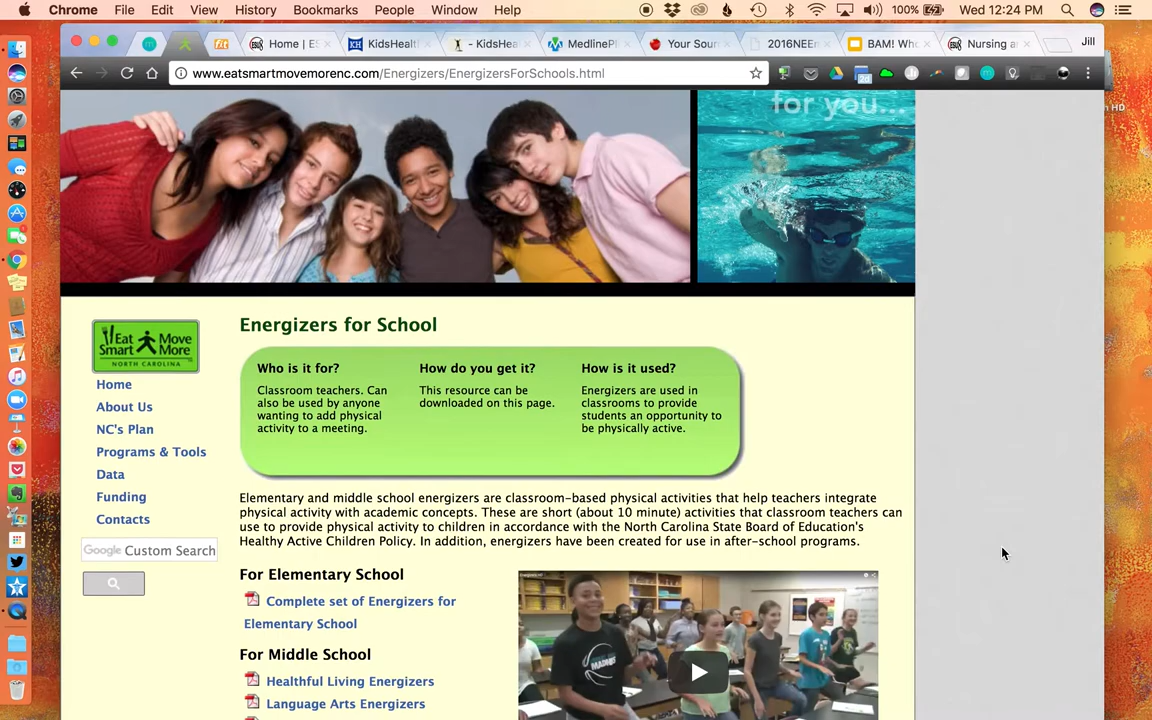 Chrome File Edit View History Bookmarks People Window Help 100% Wed 12:24 PM
Home | ES KidsHealth - KidsHea MedlinePl Your Sour 2016NEEn BAM! Who Nursing an Jill
www.eatsmartmovemorenc.com/Energizers/EnergizersForSchools.html
for you...
Energizers for School
Eat Smart Move More
NORTH CAROLINA
Home
About Us
NC's Plan
Programs & Tools
Data
Funding
Contacts
Google Custom Search
Who is it for?
Classroom teachers. Can
also be used by anyone
wanting to add physical
activity to a meeting.
How do you get it?
This resource can be
downloaded on this page.
How is it used?
Energizers are used in
classrooms to provide
students an opportunity to
be physically active.
Elementary and middle school energizers are classroom-based physical activities that help teachers integrate
physical activity with academic concepts. These are short (about 10 minute) activities that classroom teachers can
use to provide physical activity to children in accordance with the North Carolina State Board of Education's
Healthy Active Children Policy. In addition, energizers have been created for use in after-school programs.
For Elementary School
Complete set of Energizers for
Elementary School
For Middle School
Healthful Living Energizers
Language Arts Energizers